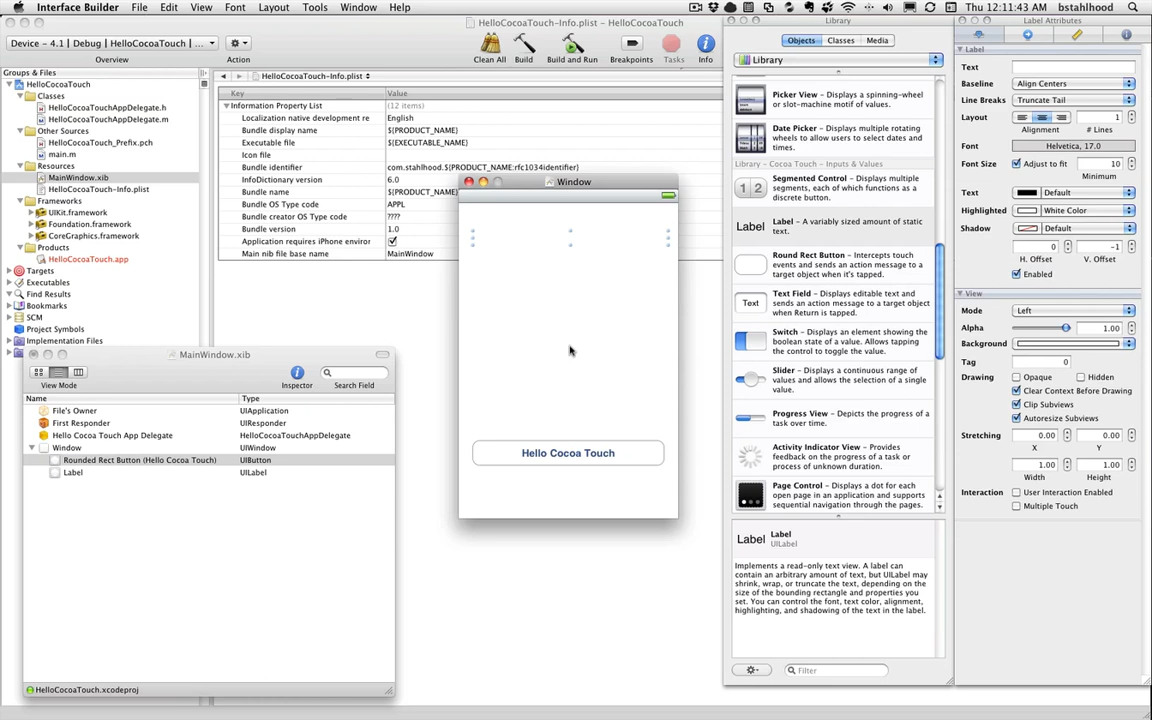 Interface Builder File Edit View Font Layout Tools Window Help
Thu 12:11:43 AM bstahlhood
HelloCocoaTouch-Info.plist – HelloCocoaTouch
Device - 4.1 | Debug | HelloCocoaTouch | ...
Overview
Action
Clean All
Build
Build and Run
Breakpoints
Tasks
Info
Groups & Files
HelloCocoaTouch
Classes
HelloCocoaTouchAppDelegate.h
HelloCocoaTouchAppDelegate.m
Other Sources
HelloCocoaTouch_Prefix.pch
main.m
Resources
MainWindow.xib
HelloCocoaTouch-Info.plist
Frameworks
UIKit.framework
Foundation.framework
CoreGraphics.framework
Products
HelloCocoaTouch.app
Targets
Executables
Find Results
Bookmarks
SCM
Project Symbols
Implementation Files
HelloCocoaTouch-Info.plist
Key Value
Information Property List (12 items)
Localization native development re English
Bundle display name ${PRODUCT_NAME}
Executable file ${EXECUTABLE_NAME}
Icon file
Bundle identifier com.stahlhood.${PRODUCT_NAME:rfc1034identifier}
InfoDictionary version 6.0
Bundle name ${PRODUCT_NAME}
Bundle OS Type code APPL
Bundle creator OS Type code ????
Bundle version 1.0
Application requires iPhone enviror
Main nib file base name MainWindow
Window
Hello Cocoa Touch
MainWindow.xib
View Mode
Inspector
Search Field
Name Type
File's Owner UIApplication
First Responder UIResponder
Hello Cocoa Touch App Delegate HelloCocoaTouchAppDelegate
Window UIWindow
Rounded Rect Button (Hello Cocoa Touch) UIButton
Label UILabel
HelloCocoaTouch.xcodeproj
Library
Objects Classes Media
Library
Picker View – Displays a spinning-wheel
or slot-machine motif of values.
Date Picker – Displays multiple rotating
wheels to allow users to select dates and
times.
Library – Cocoa Touch – Inputs & Values
1 2
Segmented Control – Displays multiple
segments, each of which functions as a
discrete button.
Label
Label – A variably sized amount of static
text.
Round Rect Button – Intercepts touch
events and sends an action message to a
target object when it's tapped.
Text
Text Field – Displays editable text and
sends an action message to a target object
when Return is tapped.
Switch – Displays an element showing the
boolean state of a value. Allows tapping
the control to toggle the value.
Slider – Displays a continuous range of
values and allows the selection of a single
value.
Progress View – Depicts the progress of a
task over time.
Activity Indicator View – Provides
feedback on the progress of a task or
process of unknown duration.
Page Control – Displays a dot for each
open page in an application and supports
sequential navigation through the pages.
Label
Label
UILabel
Implements a read-only text view. A label can
contain an arbitrary amount of text, but UILabel may
shrink, wrap, or truncate the text, depending on the
size of the bounding rectangle and properties you
set. You can control the font, text color, alignment,
highlighting, and shadowing of the text in the label.
Filter
Label Attributes
Label
Text
Baseline Align Centers
Line Breaks Truncate Tail
Layout 1
Alignment # Lines
Font Helvetica, 17.0
Font Size Adjust to fit 10
Minimum
Text Default
Highlighted White Color
Shadow Default
0 -1
H. Offset V. Offset
Enabled
View
Mode Left
Alpha 1.00
Background
Tag 0
Drawing Opaque Hidden
Clear Context Before Drawing
Clip Subviews
Autoresize Subviews
Stretching 0.00 0.00
X Y
1.00 1.00
Width Height
Interaction User Interaction Enabled
Multiple Touch